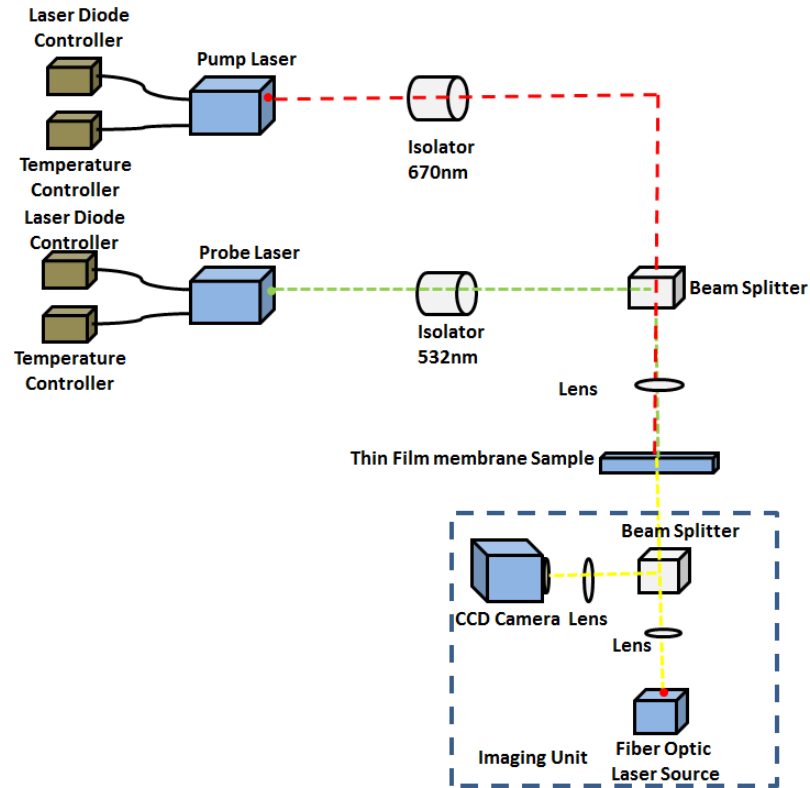 Laser Diode
Controller
Pump Laser
Isolator
670nm
Temperature
Controller
Laser Diode
Controller
Probe Laser
Beam Splitter
Isolator
532nm
Temperature
Controller
Lens
Thin Film membrane Sample
Beam Splitter
CCD Camera
Lens
Lens
Imaging Unit
Fiber Optic
Laser Source